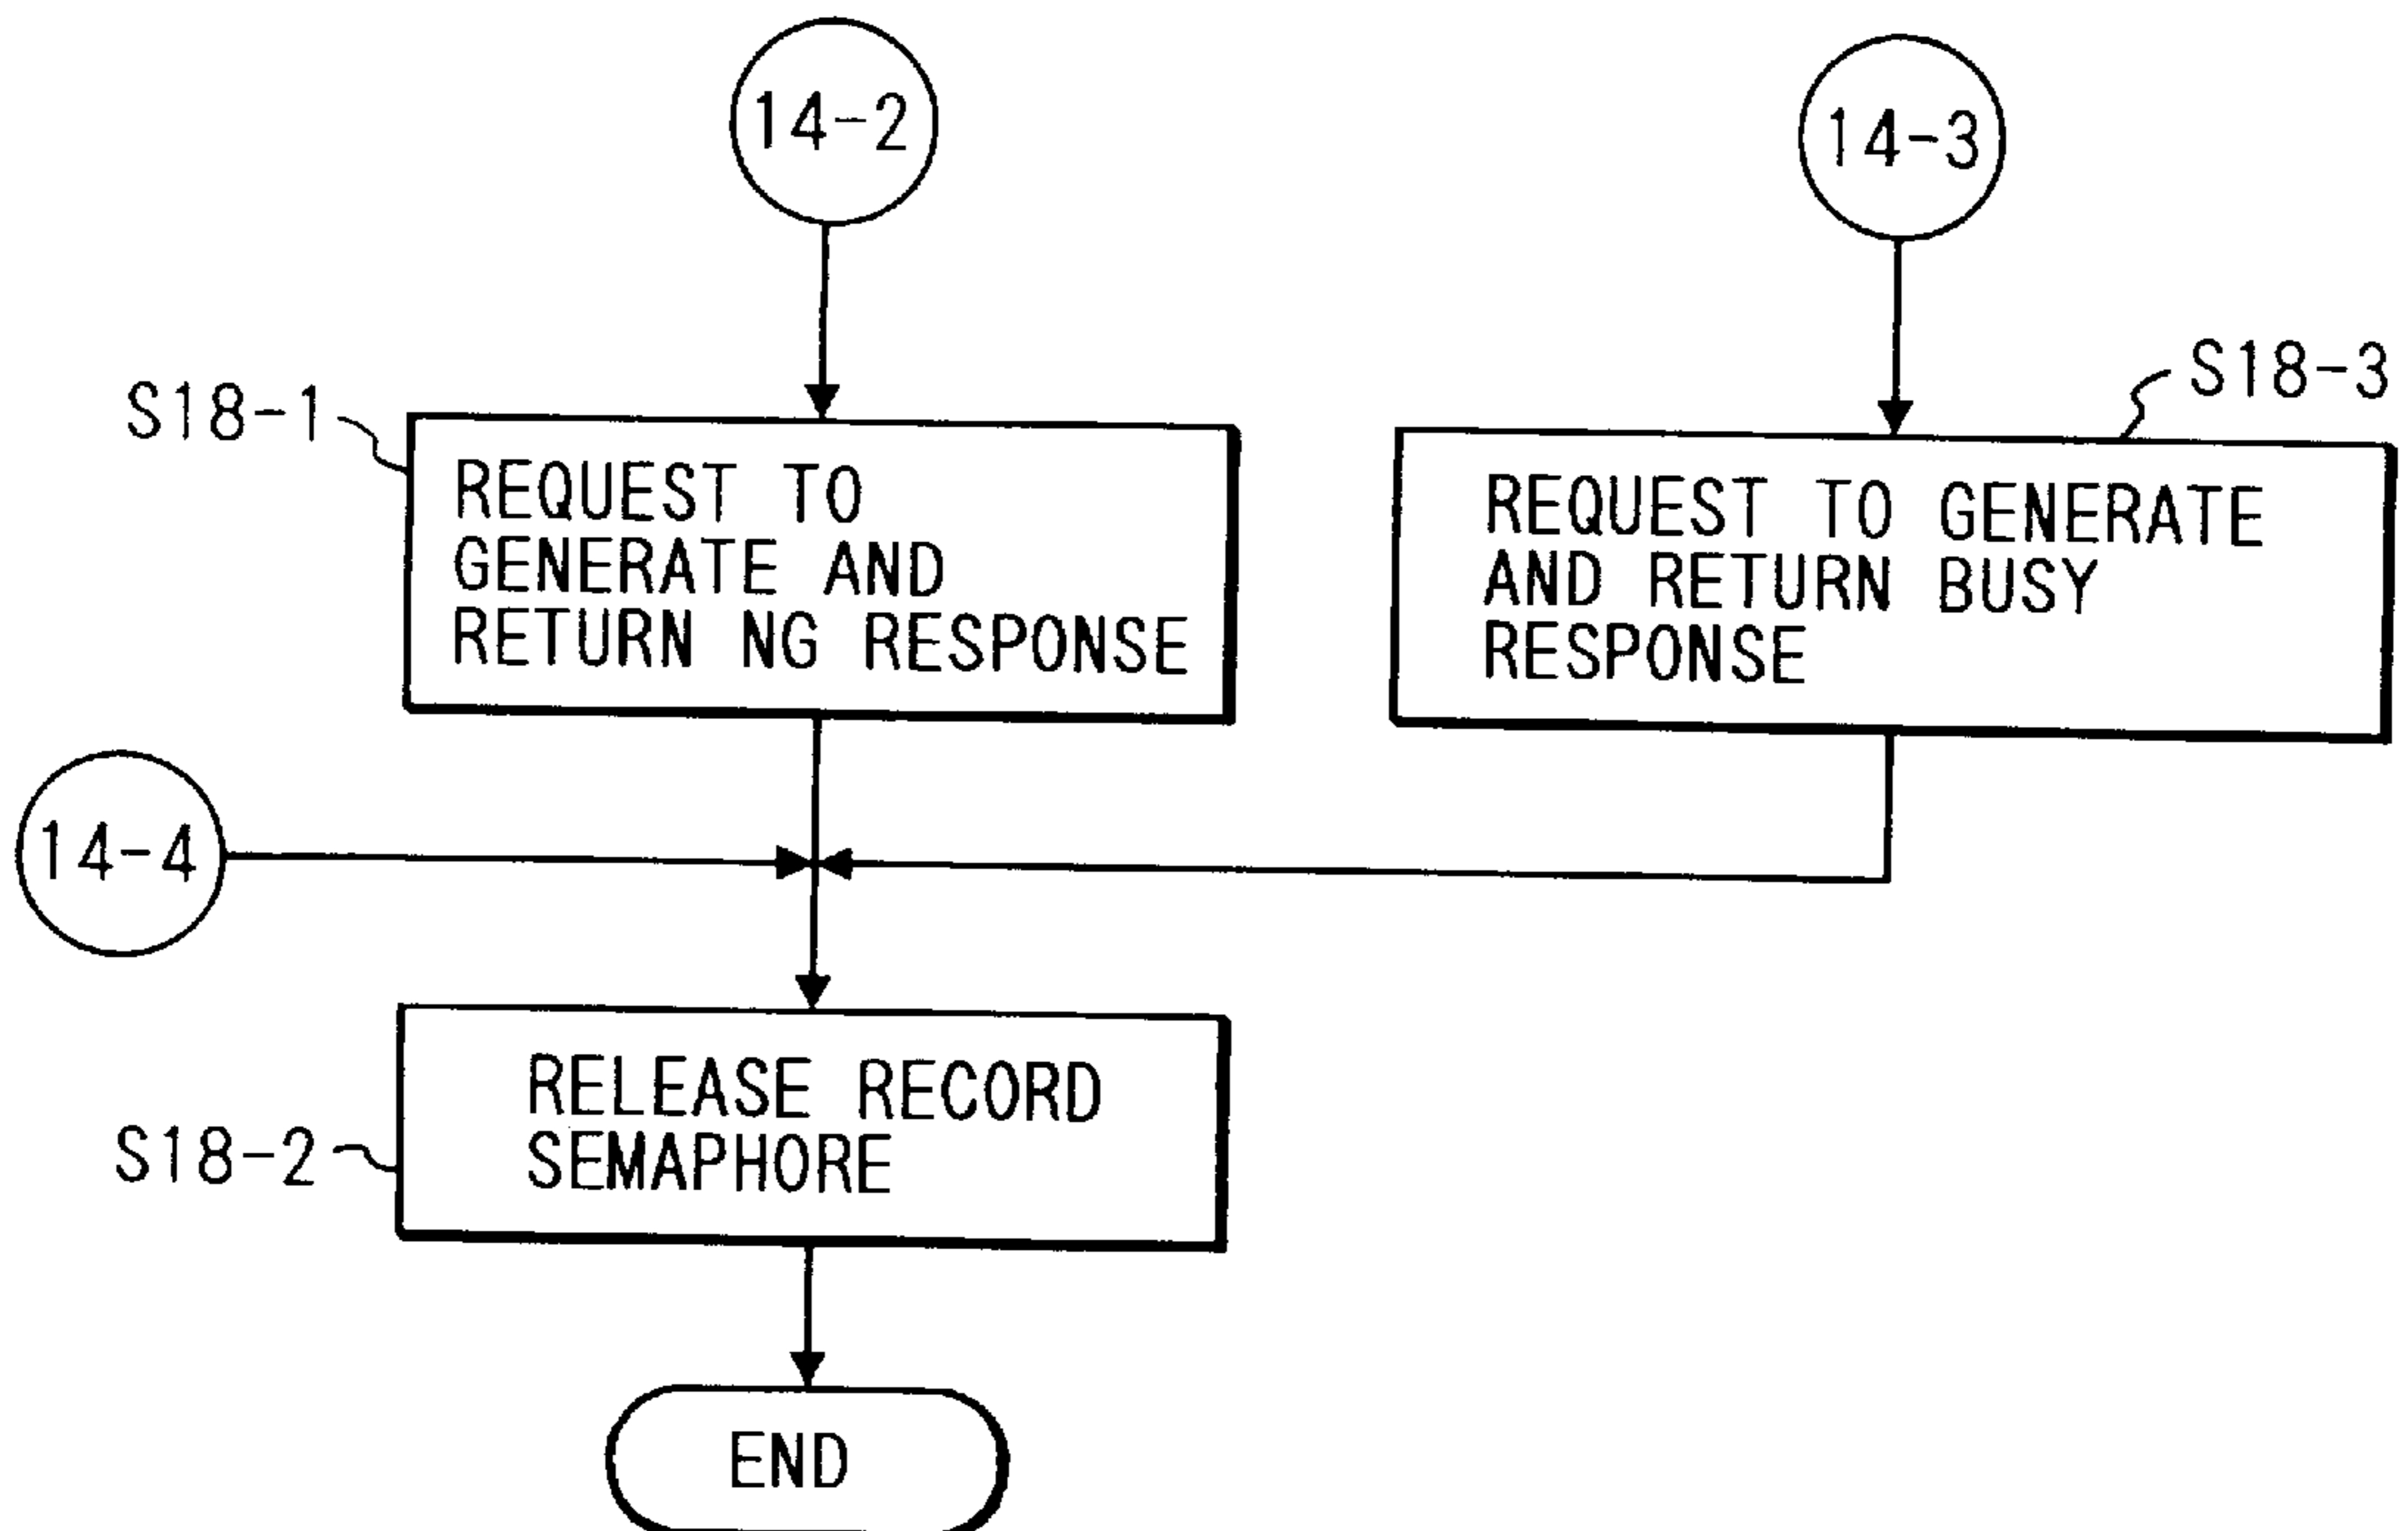 14-2
14-3
S18-1
REQUEST TO
GENERATE AND
RETURN NG RESPONSE
S18-3
REQUEST TO GENERATE
AND RETURN BUSY
RESPONSE
14-4
S18-2
RELEASE RECORD
SEMAPHORE
END